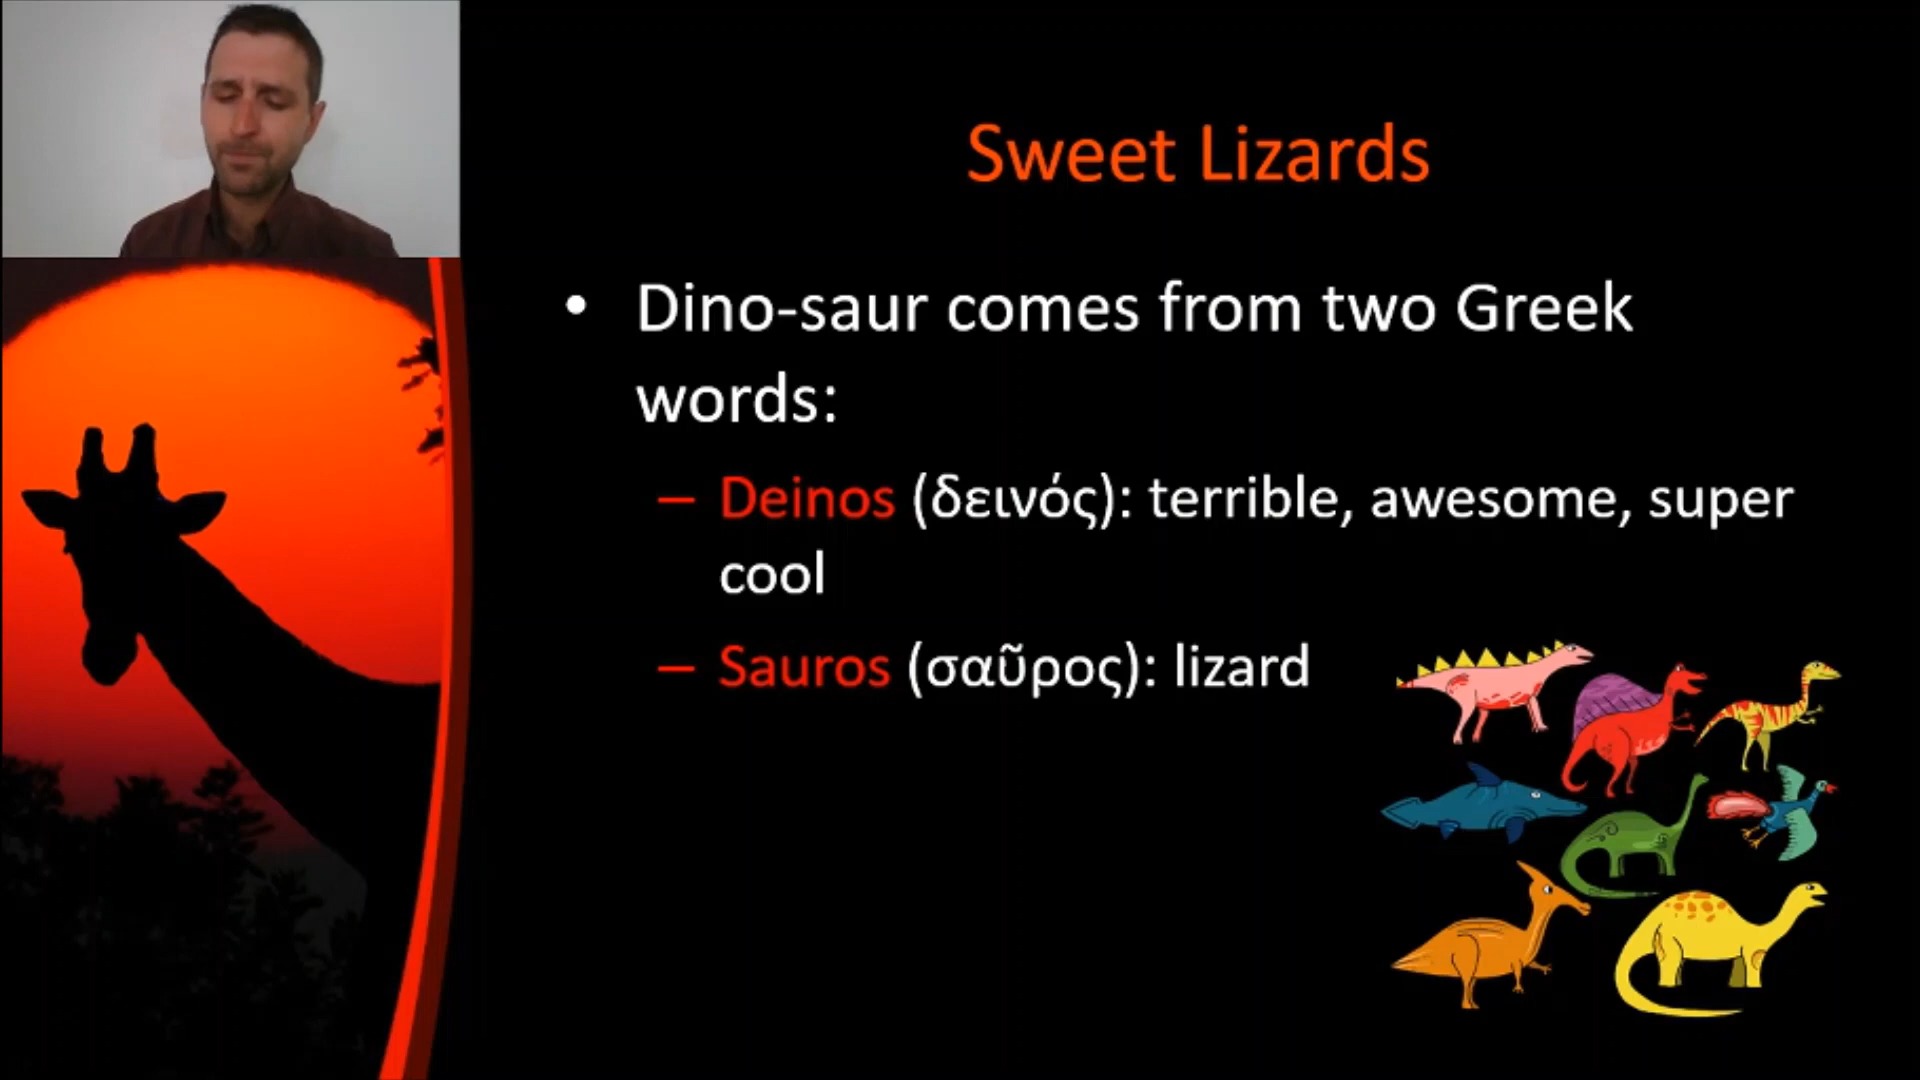 Sweet Lizards
• Dino-saur comes from two Greek
words:
– Deinos (δεινός): terrible, awesome, super
cool
– Sauros (σαῦρος): lizard